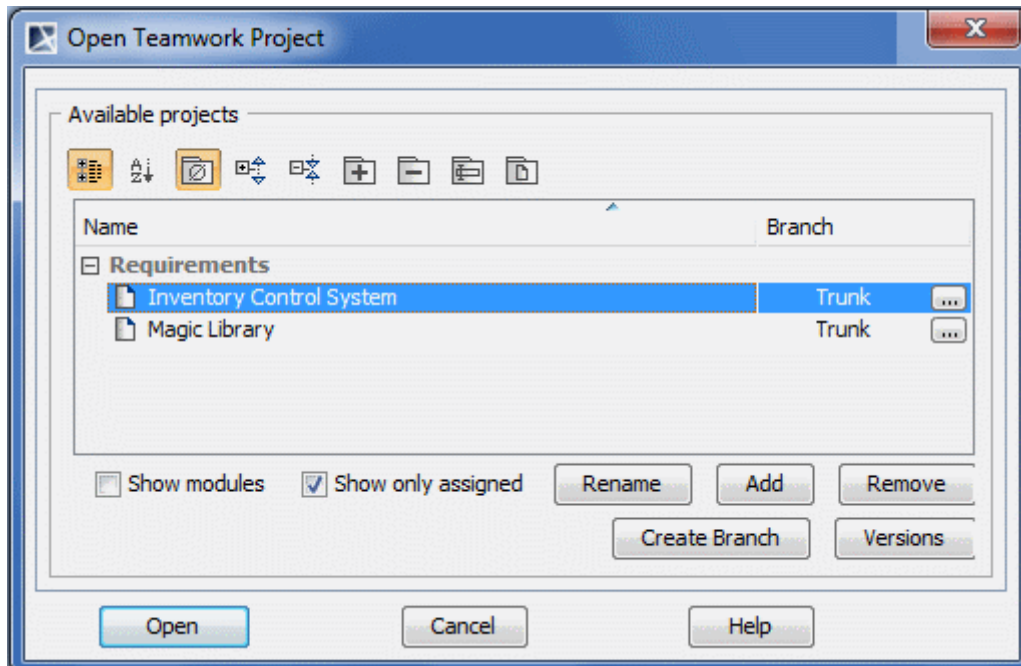 Open Teamwork Project
Available projects
Name Branch
Requirements
Inventory Control System Trunk ...
Magic Library Trunk ...
Show modules Show only assigned Rename Add Remove
Create Branch Versions
Open Cancel Help